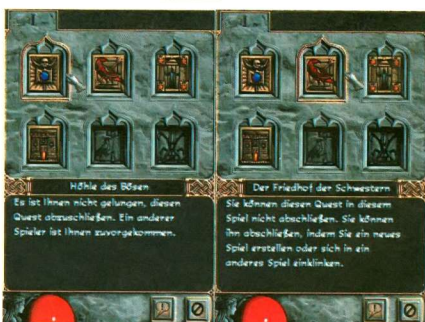 Höhle des Bösen
Es ist Ihnen nicht gelungen, diesen
Quest abzuschließen. Ein anderer
Spieler ist Ihnen zuvorgekommen.
Der Friedhof der Schwestern
Sie können diesen Quest in diesem
Spiel nicht abschließen. Sie können
ihn abschließen, indem Sie ein neues
Spiel erstellen oder sich in ein
anderes Spiel einklinken.